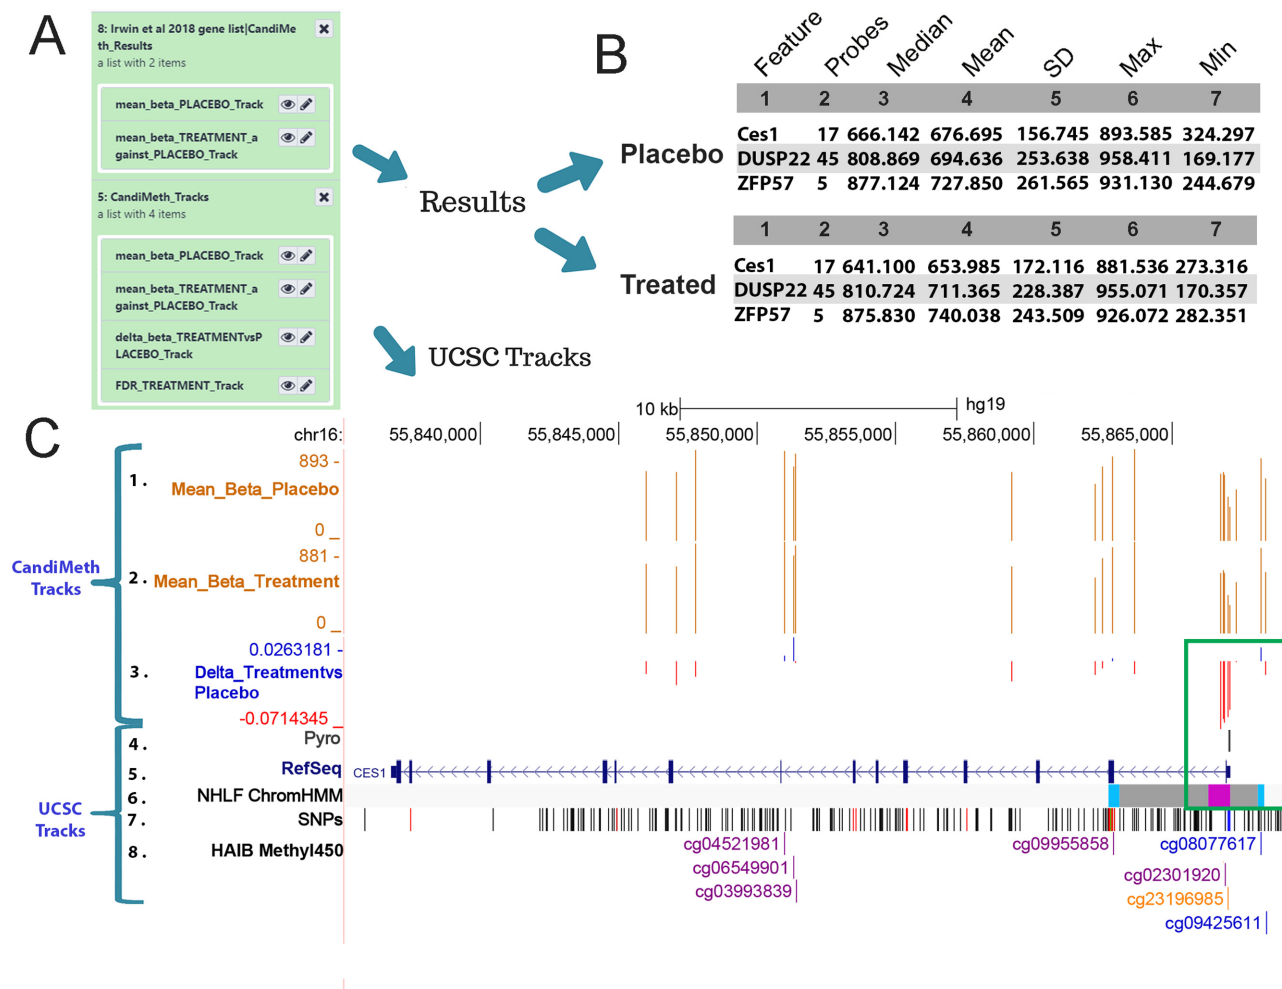 A
8: Irwin et al 2018 gene list|CandiMe
th_Results
a list with 2 items
mean_beta_PLACEBO_Track
mean_beta_TREATMENT_a
gainst_PLACEBO_Track
5: CandiMeth_Tracks
a list with 4 items
mean_beta_PLACEBO_Track
mean_beta_TREATMENT_a
gainst_PLACEBO_Track
delta_beta_TREATMENTvsP
LACEBO_Track
FDR_TREATMENT_Track
Results
UCSC Tracks
B
Feature Probes Median Mean SD Max Min
1 2 3 4 5 6 7
Placebo
Ces1 17 666.142 676.695 156.745 893.585 324.297
DUSP22 45 808.869 694.636 253.638 958.411 169.177
ZFP57 5 877.124 727.850 261.565 931.130 244.679
1 2 3 4 5 6 7
Treated
Ces1 17 641.100 653.985 172.116 881.536 273.316
DUSP22 45 810.724 711.365 228.387 955.071 170.357
ZFP57 5 875.830 740.038 243.509 926.072 282.351
C
10 kb hg19
chr16: 55,840,000 55,845,000 55,850,000 55,855,000 55,860,000 55,865,000
CandiMeth
Tracks
893 -
1. Mean_Beta_Placebo
0 _
881 -
2. Mean_Beta_Treatment
0 _
0.0263181 -
3. Delta_Treatmentvs
Placebo
-0.0714345 _
UCSC
Tracks
4. Pyro
5. RefSeq CES1
6. NHLF ChromHMM
7. SNPs
8. HAIB Methyl450
cg04521981 cg09955858 cg08077617
cg06549901 cg02301920
cg03993839 cg23196985
cg09425611